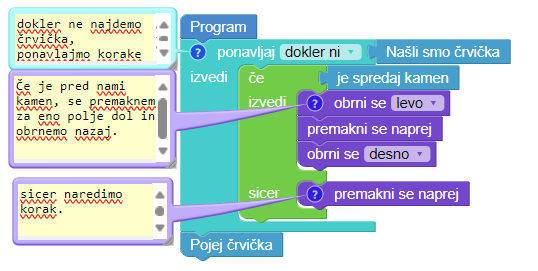 dokler ne najdemo
črvička,
ponavlajmo korake
Program
? ponavljaj dokler ni Našli smo črvička
Če je pred nami
kamen, se premaknem
za eno polje dol in
obrnemo nazaj.
izvedi če je spredaj kamen
izvedi ? obrni se levo
premakni se naprej
obrni se desno
sicer naredimo
korak.
sicer ? premakni se naprej
Pojej črvička